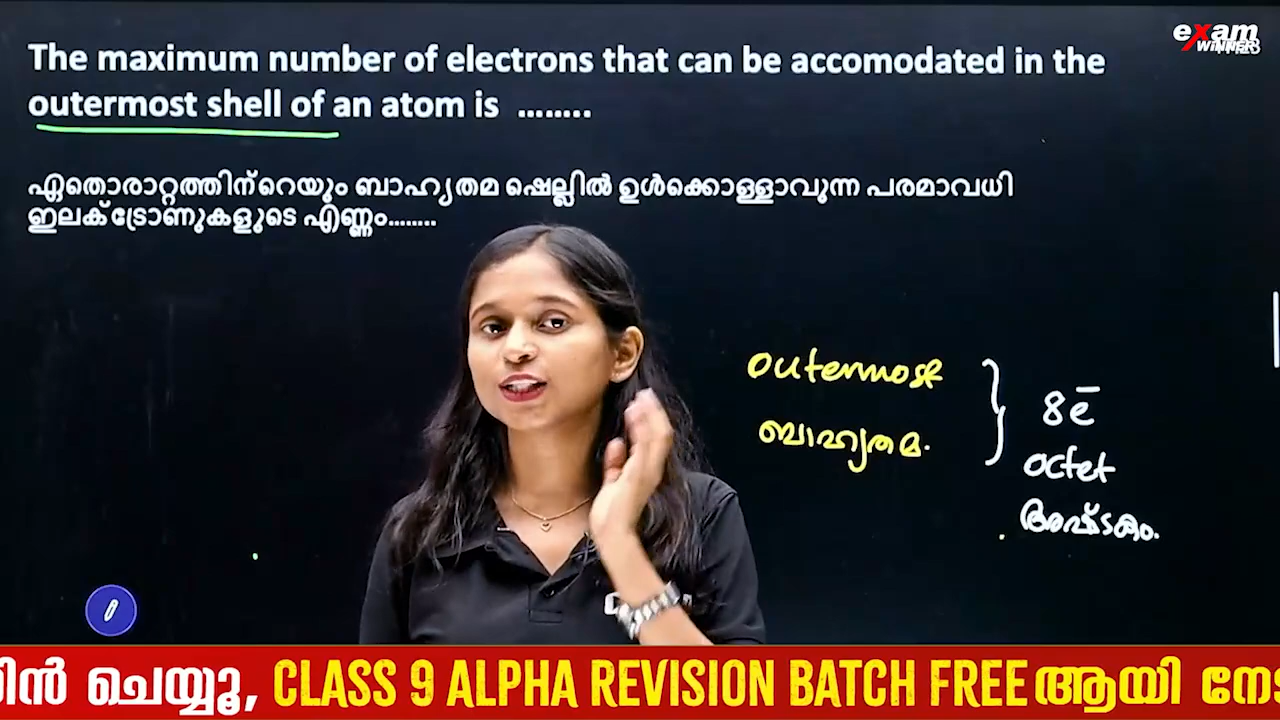 exam
WINNER
The maximum number of electrons that can be accomodated in the
outermost shell of an atom is ........
ഏതൊരാറ്റത്തിന്റെയും ബാഹ്യതമ ഷെല്ലിൽ ഉൾക്കൊള്ളാവുന്ന പരമാവധി
ഇലക്ട്രോണുകളുടെ എണ്ണം........
outermost
ബാഹ്യതമ.
8e̅
octet
അഷ്ടകം.
ചെയ്യൂ, CLASS 9 ALPHA REVISION BATCH FREE ആയി